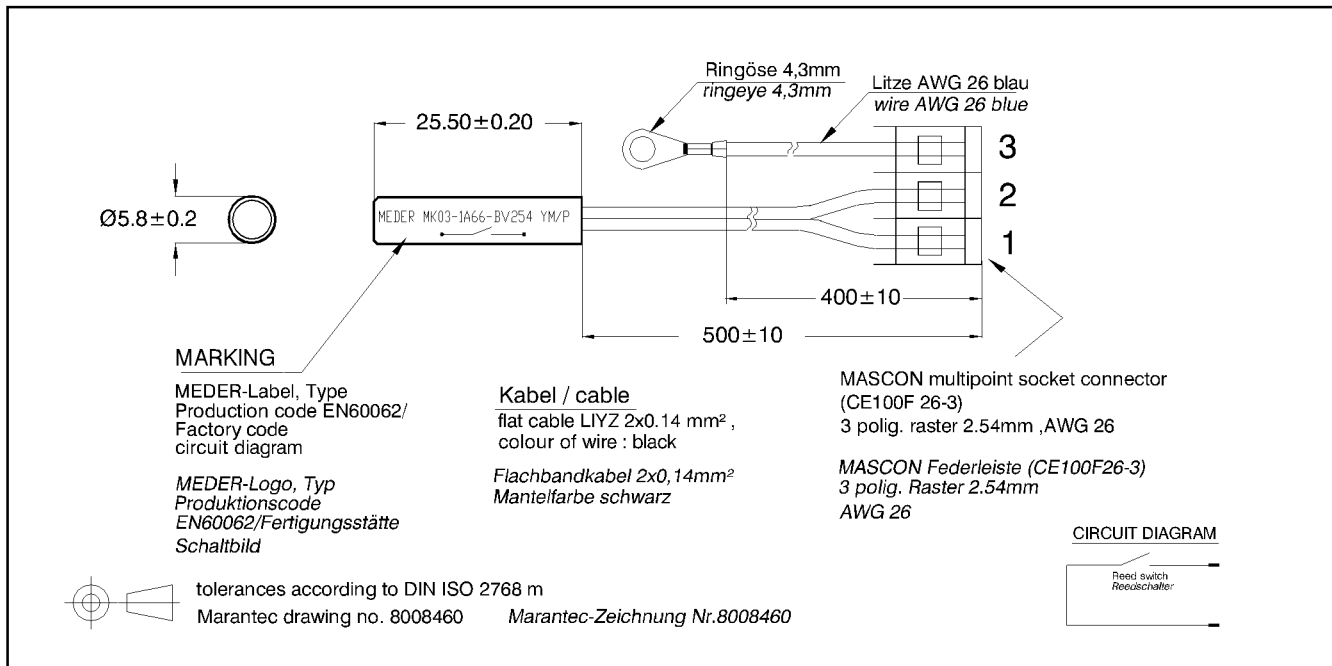 Ringöse 4,3mm
ringeye 4,3mm
Litze AWG 26 blau
wire AWG 26 blue
25.50±0.20
3
2
1
Ø5.8±0.2
MEDER MK03-1A66-BV254 YM/P
400±10
500±10
MARKING
MEDER-Label, Type
Production code EN60062/
Factory code
circuit diagram
MEDER-Logo, Typ
Produktionscode
EN60062/Fertigungsstätte
Schaltbild
Kabel / cable
flat cable LIYZ 2x0.14 mm² ,
colour of wire : black
Flachbandkabel 2x0,14mm²
Mantelfarbe schwarz
MASCON multipoint socket connector
(CE100F 26-3)
3 polig. raster 2.54mm ,AWG 26
MASCON Federleiste (CE100F26-3)
3 polig. Raster 2.54mm
AWG 26
CIRCUIT DIAGRAM
Reed switch
Reedschalter
tolerances according to DIN ISO 2768 m
Marantec drawing no. 8008460 Marantec-Zeichnung Nr.8008460